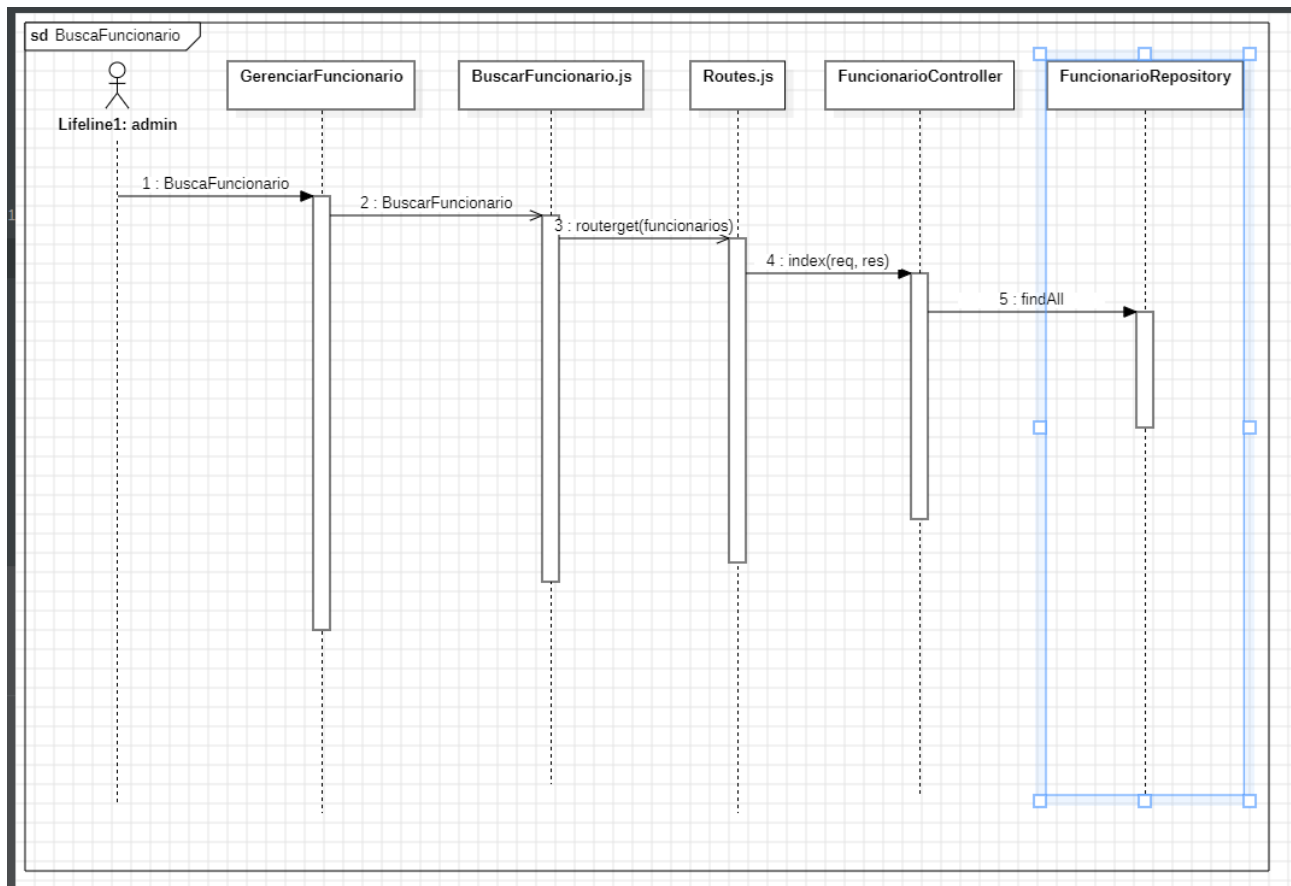 sd BuscaFuncionario
GerenciarFuncionario
BuscarFuncionario.js
Routes.js
FuncionarioController
FuncionarioRepository
Lifeline1: admin
1 : BuscaFuncionario
2 : BuscarFuncionario
3 : routerget(funcionarios)
4 : index(req, res)
5 : findAll
1